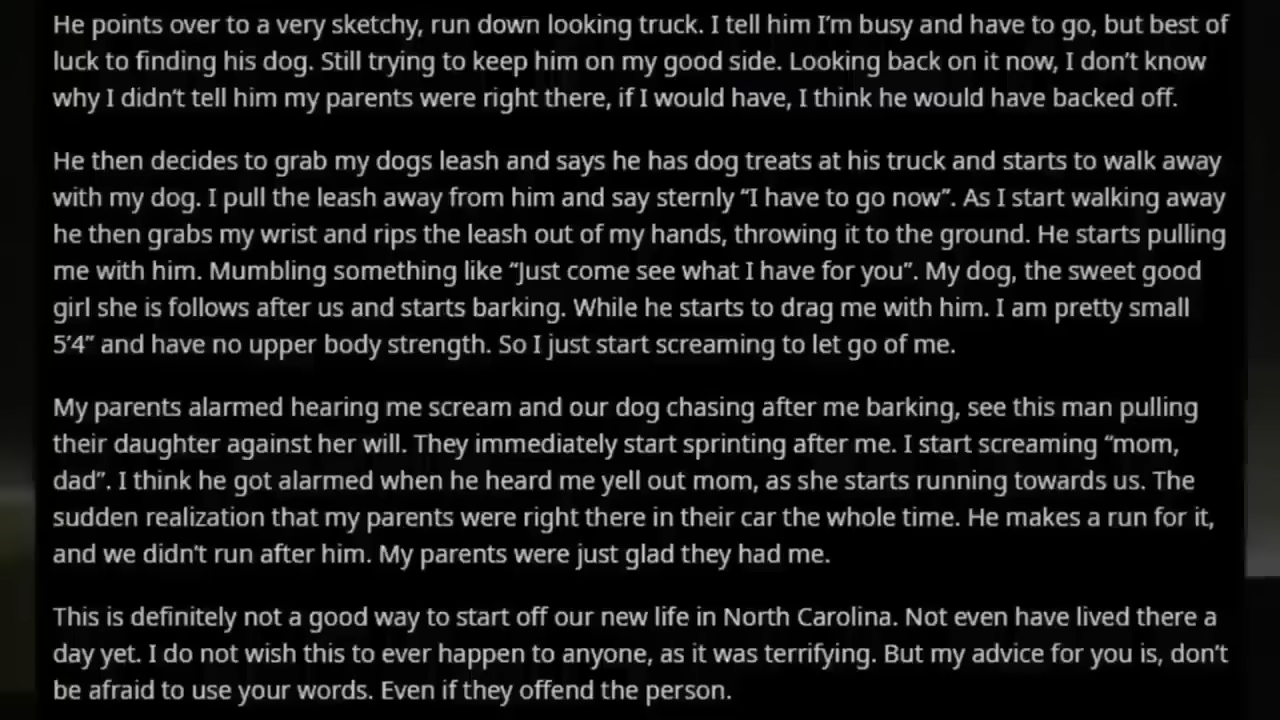 He points over to a very sketchy, run down looking truck. I tell him I’m busy and have to go, but best of
luck to finding his dog. Still trying to keep him on my good side. Looking back on it now, I don’t know
why I didn’t tell him my parents were right there, if I would have, I think he would have backed off.
He then decides to grab my dogs leash and says he has dog treats at his truck and starts to walk away
with my dog. I pull the leash away from him and say sternly “I have to go now”. As I start walking away
he then grabs my wrist and rips the leash out of my hands, throwing it to the ground. He starts pulling
me with him. Mumbling something like “Just come see what I have for you”. My dog, the sweet good
girl she is follows after us and starts barking. While he starts to drag me with him. I am pretty small
5’4” and have no upper body strength. So I just start screaming to let go of me.
My parents alarmed hearing me scream and our dog chasing after me barking, see this man pulling
their daughter against her will. They immediately start sprinting after me. I start screaming “mom,
dad”. I think he got alarmed when he heard me yell out mom, as she starts running towards us. The
sudden realization that my parents were right there in their car the whole time. He makes a run for it,
and we didn’t run after him. My parents were just glad they had me.
This is definitely not a good way to start off our new life in North Carolina. Not even have lived there a
day yet. I do not wish this to ever happen to anyone, as it was terrifying. But my advice for you is, don’t
be afraid to use your words. Even if they offend the person.